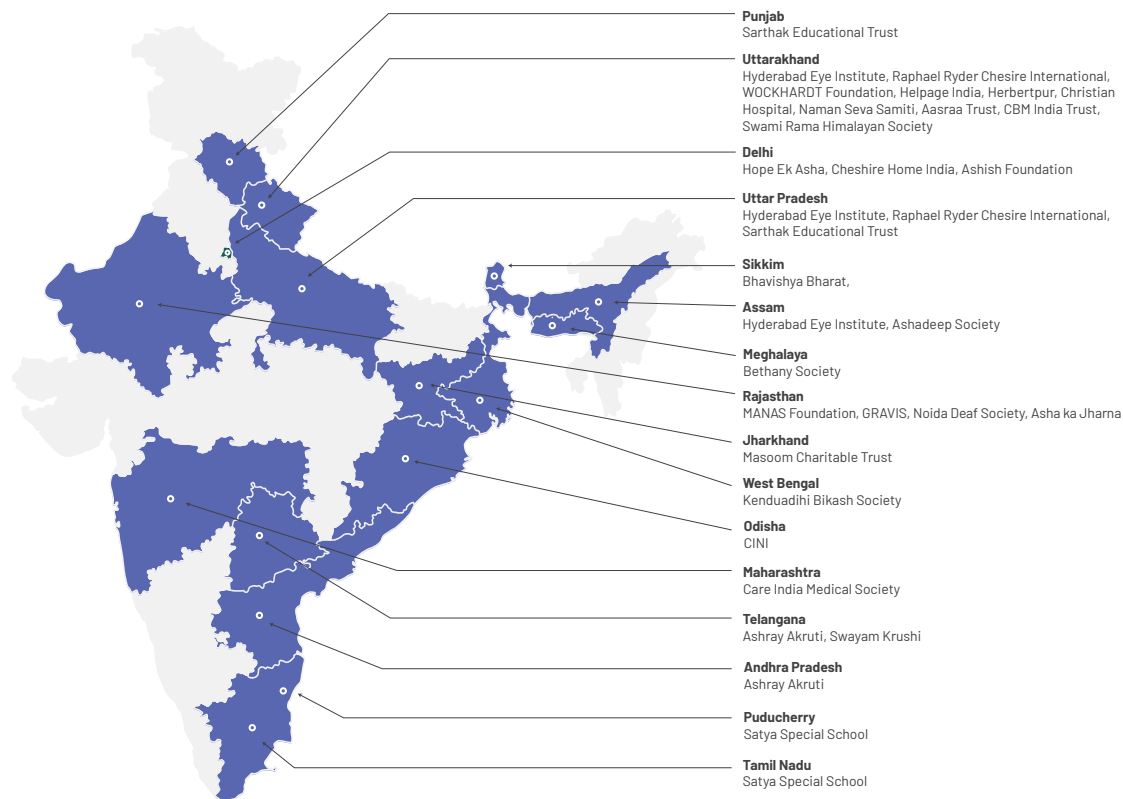 Punjab
Sarthak Educational Trust
Uttarakhand
Hyderabad Eye Institute, Raphael Ryder Chesire International,
WOCKHARDT Foundation, Helpage India, Herbertpur, Christian
Hospital, Naman Seva Samiti, Aasraa Trust, CBM India Trust,
Swami Rama Himalayan Society
Delhi
Hope Ek Asha, Cheshire Home India, Ashish Foundation
Uttar Pradesh
Hyderabad Eye Institute, Raphael Ryder Chesire International,
Sarthak Educational Trust
Sikkim
Bhavishya Bharat,
Assam
Hyderabad Eye Institute, Ashadeep Society
Meghalaya
Bethany Society
Rajasthan
MANAS Foundation, GRAVIS, Noida Deaf Society, Asha ka Jharna
Jharkhand
Masoom Charitable Trust
West Bengal
Kenduadihi Bikash Society
Odisha
CINI
Maharashtra
Care India Medical Society
Telangana
Ashray Akruti, Swayam Krushi
Andhra Pradesh
Ashray Akruti
Puducherry
Satya Special School
Tamil Nadu
Satya Special School